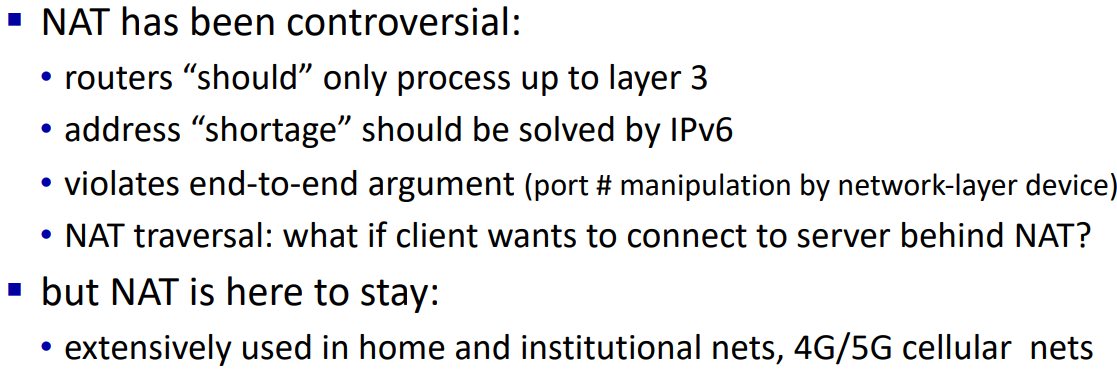 ▪ NAT has been controversial:
• routers “should” only process up to layer 3
• address “shortage” should be solved by IPv6
• violates end-to-end argument (port # manipulation by network-layer device)
• NAT traversal: what if client wants to connect to server behind NAT?
▪ but NAT is here to stay:
• extensively used in home and institutional nets, 4G/5G cellular nets